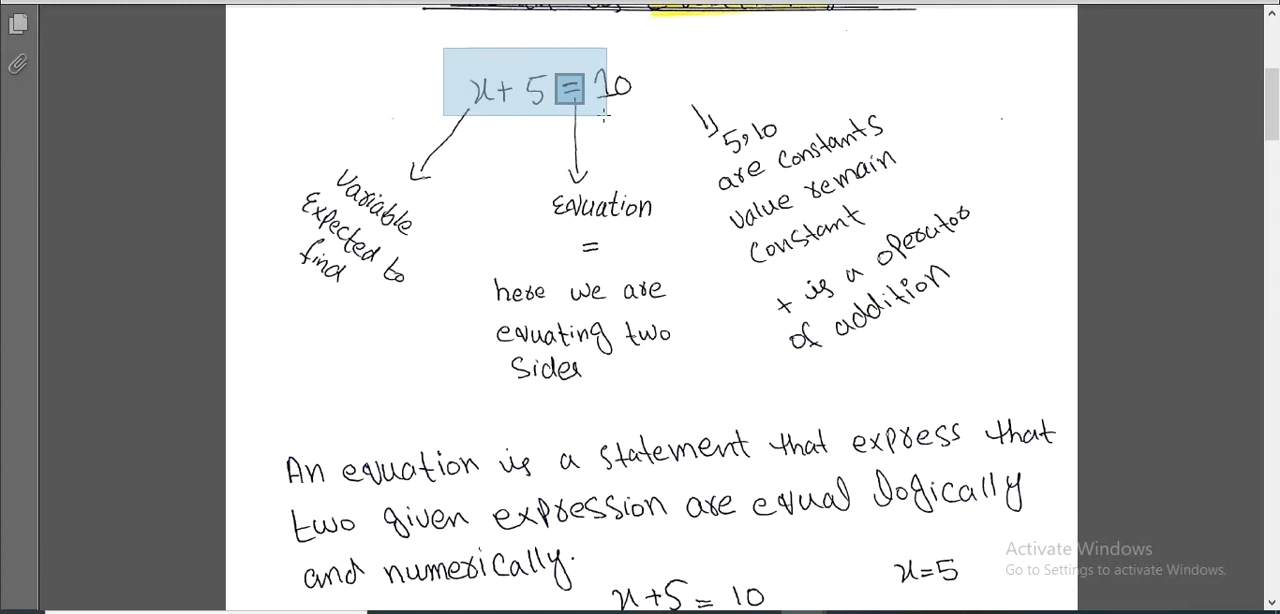 x + 5 = 10
Variable
Expected to
find
Equation
=
here we are
equating two
sides
5, 10
are constants
value remain
constant
+ is a operator
of addition
An equation is a statement that express that
two given expression are equal logically
and numerically.
x = 5
x + 5 = 10
Activate Windows
Go to Settings to activate Windows.